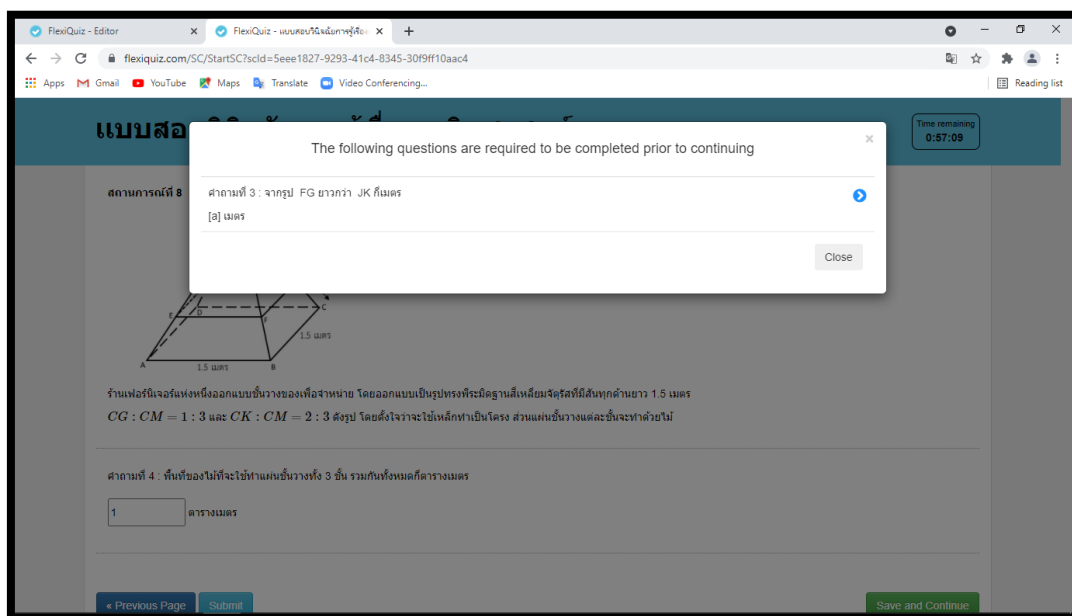 FlexiQuiz - Editor
FlexiQuiz - แบบสอบวินิจฉัยการรู้เรื่อง
flexiquiz.com/SC/StartSC?scId=5eee1827-9293-41c4-8345-30f9ff10aac4
Apps Gmail YouTube Maps Translate Video Conferencing... Reading list
แบบสอ
Time remaining
0:57:09
The following questions are required to be completed prior to continuing
×
สถานการณ์ที่ 8
คำถามที่ 3 : จากรูป FG ยาวกว่า JK กี่เมตร
[a] เมตร
Close
E D F C
1.5 เมตร
A 1.5 เมตร B
ร้านเฟอร์นิเจอร์แห่งหนึ่งออกแบบชั้นวางของเพื่อจำหน่าย โดยออกแบบเป็นรูปทรงพีระมิดฐานสี่เหลี่ยมจัตุรัสที่มีสันทุกด้านยาว 1.5 เมตร
CG : CM = 1 : 3 และ CK : CM = 2 : 3 ดังรูป โดยตั้งใจว่าจะใช้เหล็กทำเป็นโครง ส่วนแผ่นชั้นวางแต่ละชั้นจะทำด้วยไม้
คำถามที่ 4 : พื้นที่ของไม้ที่จะใช้ทำแผ่นชั้นวางทั้ง 3 ชั้น รวมกันทั้งหมดกี่ตารางเมตร
1 ตารางเมตร
« Previous Page Submit Save and Continue